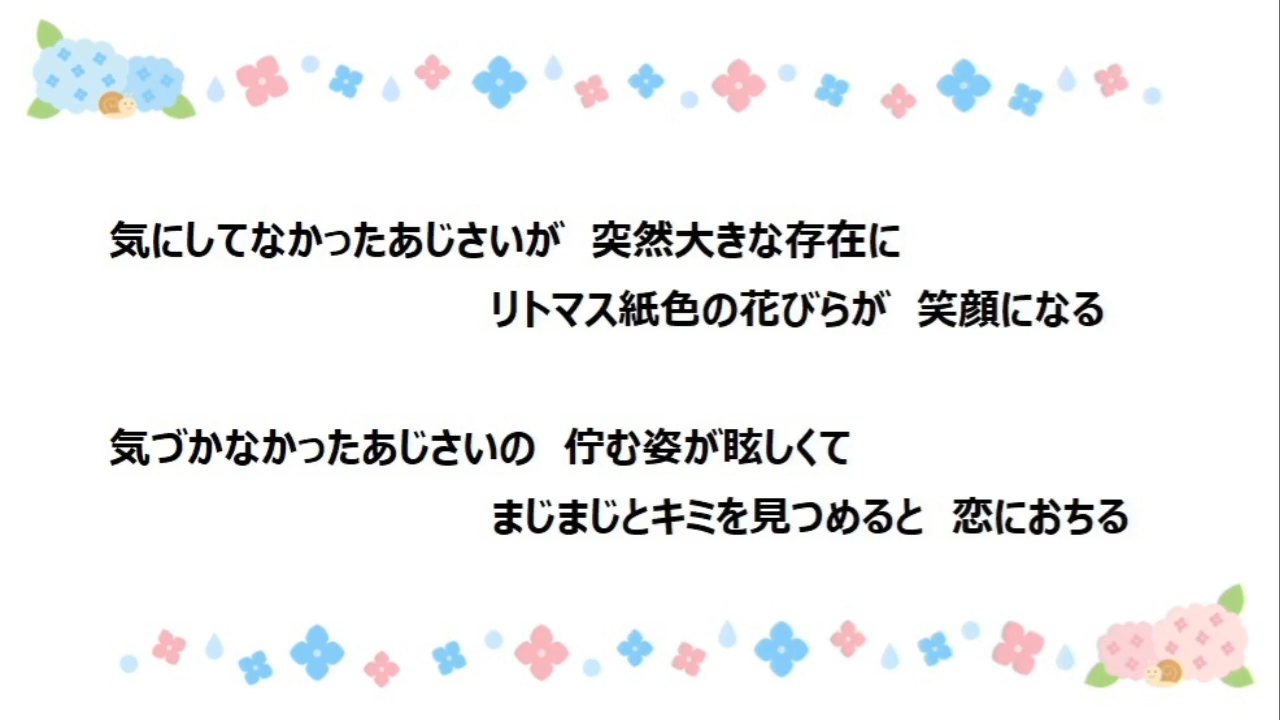 気にしてなかったあじさいが　突然大きな存在に
リトマス紙色の花びらが　笑顔になる
気づかなかったあじさいの　佇む姿が眩しくて
まじまじとキミを見つめると　恋におちる